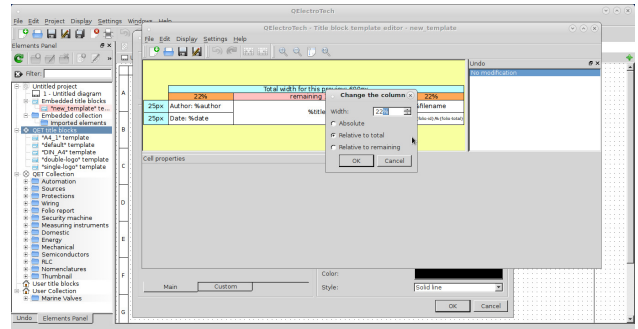 QElectroTech
File Edit Project Display Settings Windows Help
QElectroTech - Title block template editor - new_template
File Edit Display Settings Help
Elements Panel
Filter:
Untitled project
1 - Untitled diagram
Embedded title blocks
"new_template" te...
Embedded collection
Imported elements
QET title blocks
"A4_1" template
"default" template
"DIN_A4" template
"double-logo" template
"single-logo" template
QET Collection
Automation
Sources
Protections
Wiring
Folio report
Security machine
Measuring instruments
Domestic
Energy
Mechanical
Semiconductors
RLC
Nomenclatures
Thumbnail
User title blocks
User Collection
Marine Valves
Undo Elements Panel
A
B
C
D
E
F
G
Total width for this preview: 600px
22% remaining 22%
25px Author: %author %title %filename
25px Date: %date
Cell properties
Change the column
Width: 22%
Absolute
Relative to total
Relative to remaining
OK Cancel
Undo
No modification
Color:
Main Custom Style: Solid line
OK Cancel